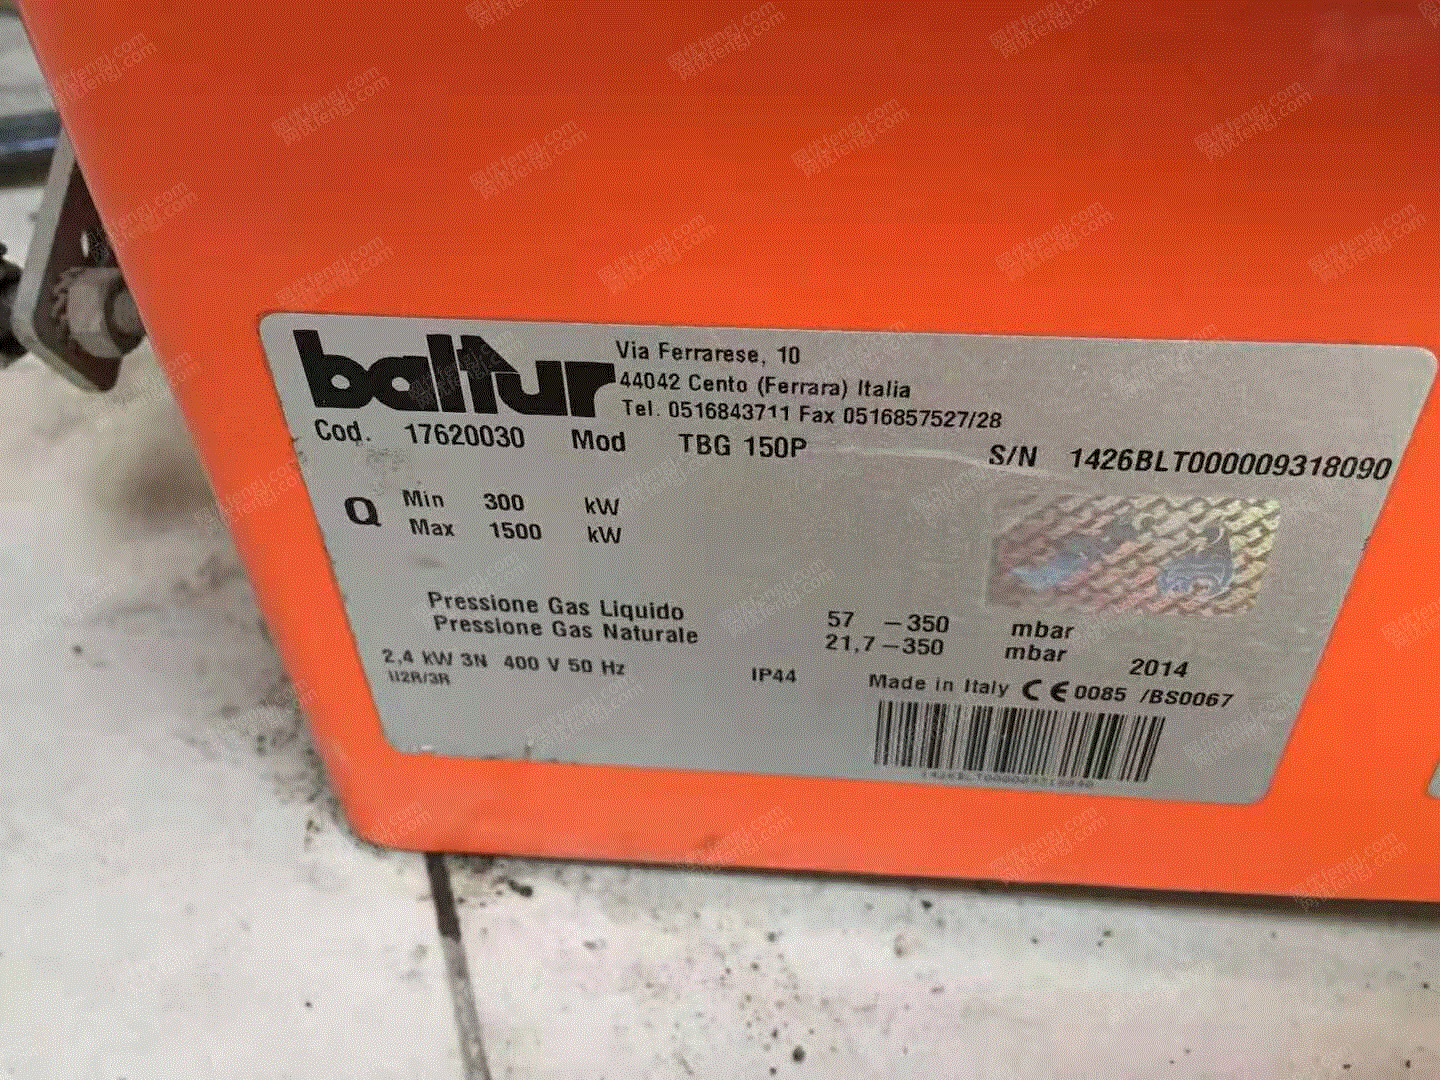 baltur
Via Ferrarese, 10
44042 Cento (Ferrara) Italia
Tel. 0516843711 Fax 0516857527/28
Cod. 17620030 Mod TBG 150P S/N 1426BLT000009318090
Q Min 300 kW
Max 1500 kW
Pressione Gas Liquido 57 –350 mbar
Pressione Gas Naturale 21,7–350 mbar
2014
2,4 kW 3N 400 V 50 Hz IP44 Made in Italy CE 0085 /BS0067
II2R/3R